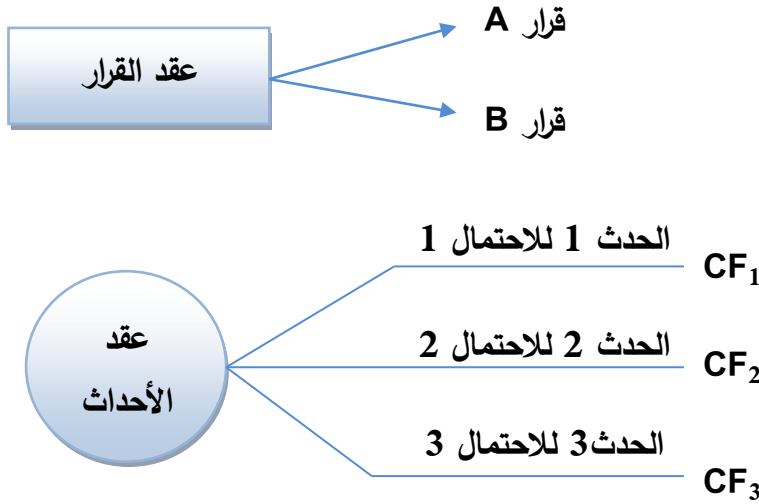 قرار A
عقد القرار
قرار B
الحدث 1 للاحتمال 1
CF₁
عقد
الأحداث
الحدث 2 للاحتمال 2
CF₂
الحدث3 للاحتمال 3
CF₃